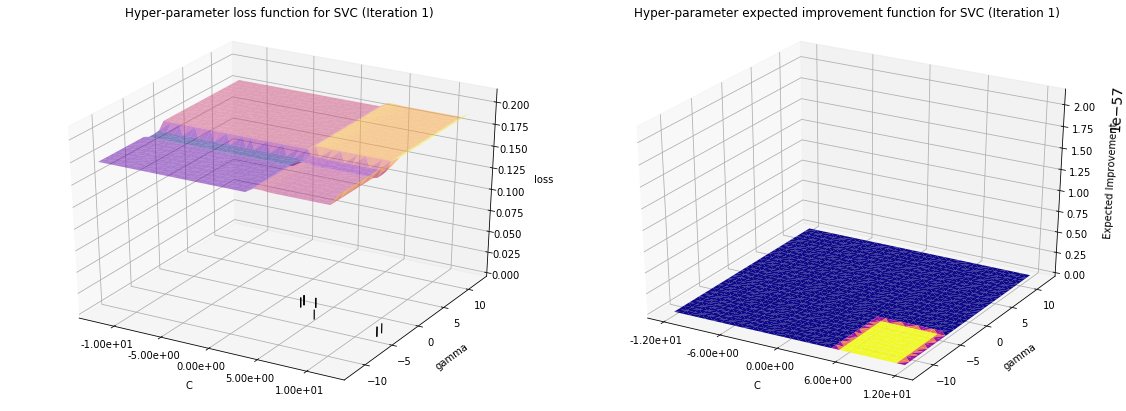 Hyper-parameter loss function for SVC (Iteration 1)
0.200
0.175
0.150
0.125
0.100
0.075
0.050
0.025
0.000
loss
10
5
0
−5
−10
gamma
-1.00e+01
-5.00e+00
0.00e+00
5.00e+00
1.00e+01
C
Hyper-parameter expected improvement function for SVC (Iteration 1)
1e−57
2.00
1.75
1.50
1.25
1.00
0.75
0.50
0.25
0.00
Expected Improvement
10
5
0
−5
−10
gamma
-1.20e+01
-6.00e+00
0.00e+00
6.00e+00
1.20e+01
C